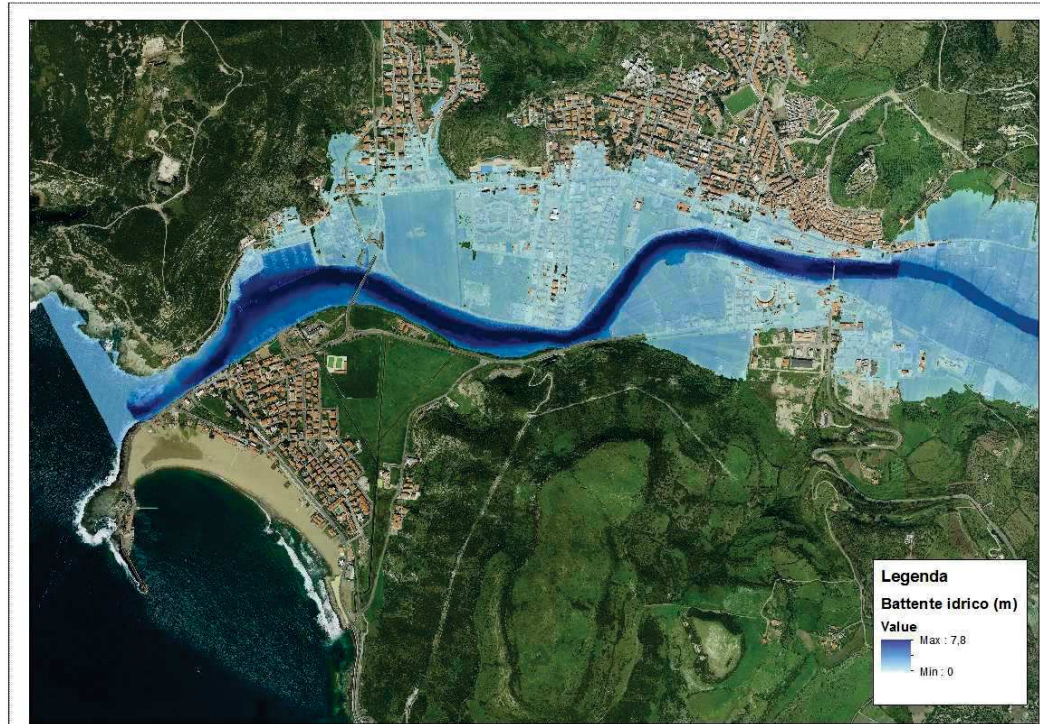 Legenda
Battente idrico (m)
Value
Max : 7,8
Min : 0